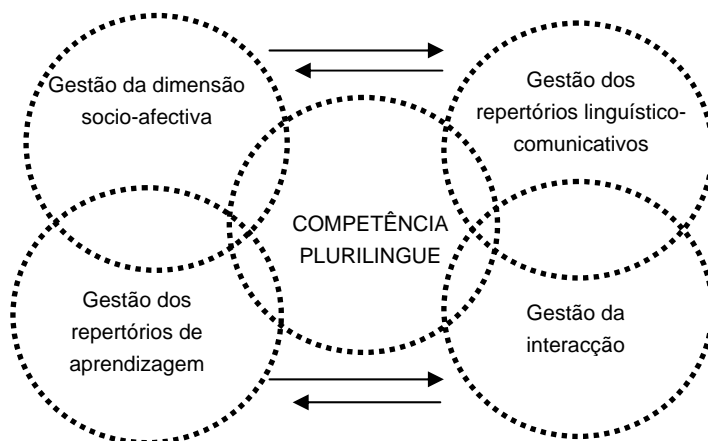 Gestão da dimensão
socio-afectiva
Gestão dos
repertórios linguístico-
comunicativos
COMPETÊNCIA
PLURILINGUE
Gestão dos
repertórios de
aprendizagem
Gestão da
interacção